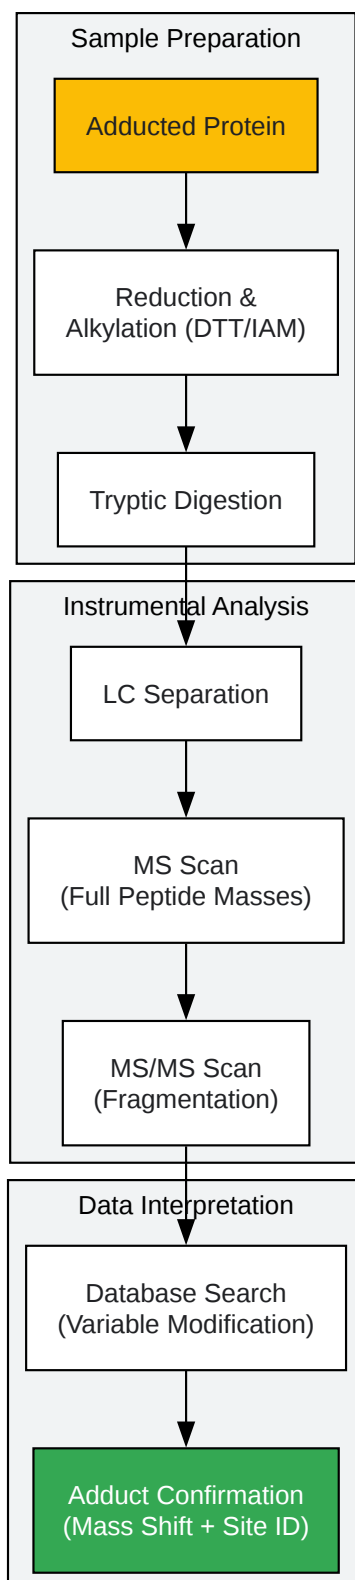 Sample Preparation
Adducted Protein
Reduction &
Alkylation (DTT/IAM)
Tryptic Digestion
Instrumental Analysis
LC Separation
MS Scan
(Full Peptide Masses)
MS/MS Scan
(Fragmentation)
Data Interpretation
Database Search
(Variable Modification)
Adduct Confirmation
(Mass Shift + Site ID)